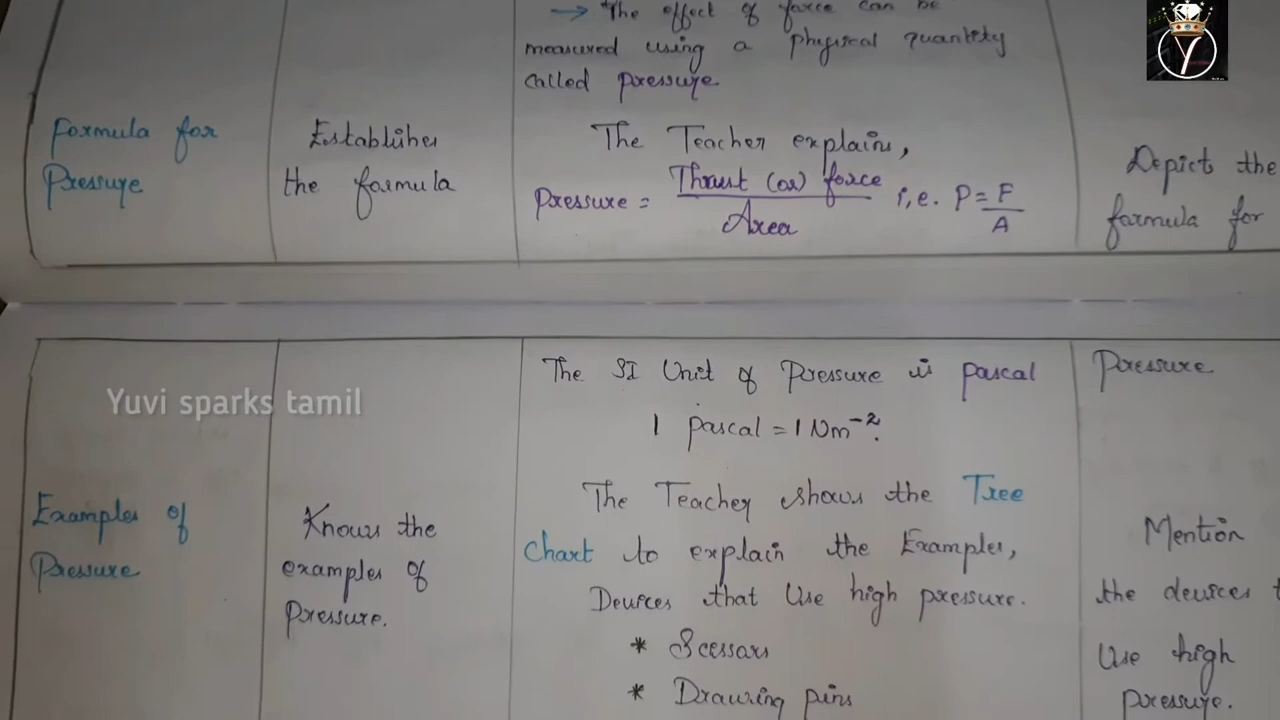 → The effect of force can be
measured using a physical quantity
called pressure
Formula for
Pressure
Establishes
the formula
The Teacher explains,
Pressure = Thrust (or) force / Area i.e. P = F / A
Depicts the
formula for
Y
Yuvi sparks tamil
The SI Unit of Pressure is pascal
1 pascal = 1 Nm⁻².
Pressure
Examples of
Pressure
Knows the
examples of
Pressure.
The Teacher shows the Tree
Chart to explain the Examples,
Devices that Use high pressure.
* Scessors
* Drawing pins
Mention
the devices t
Use high
pressure.